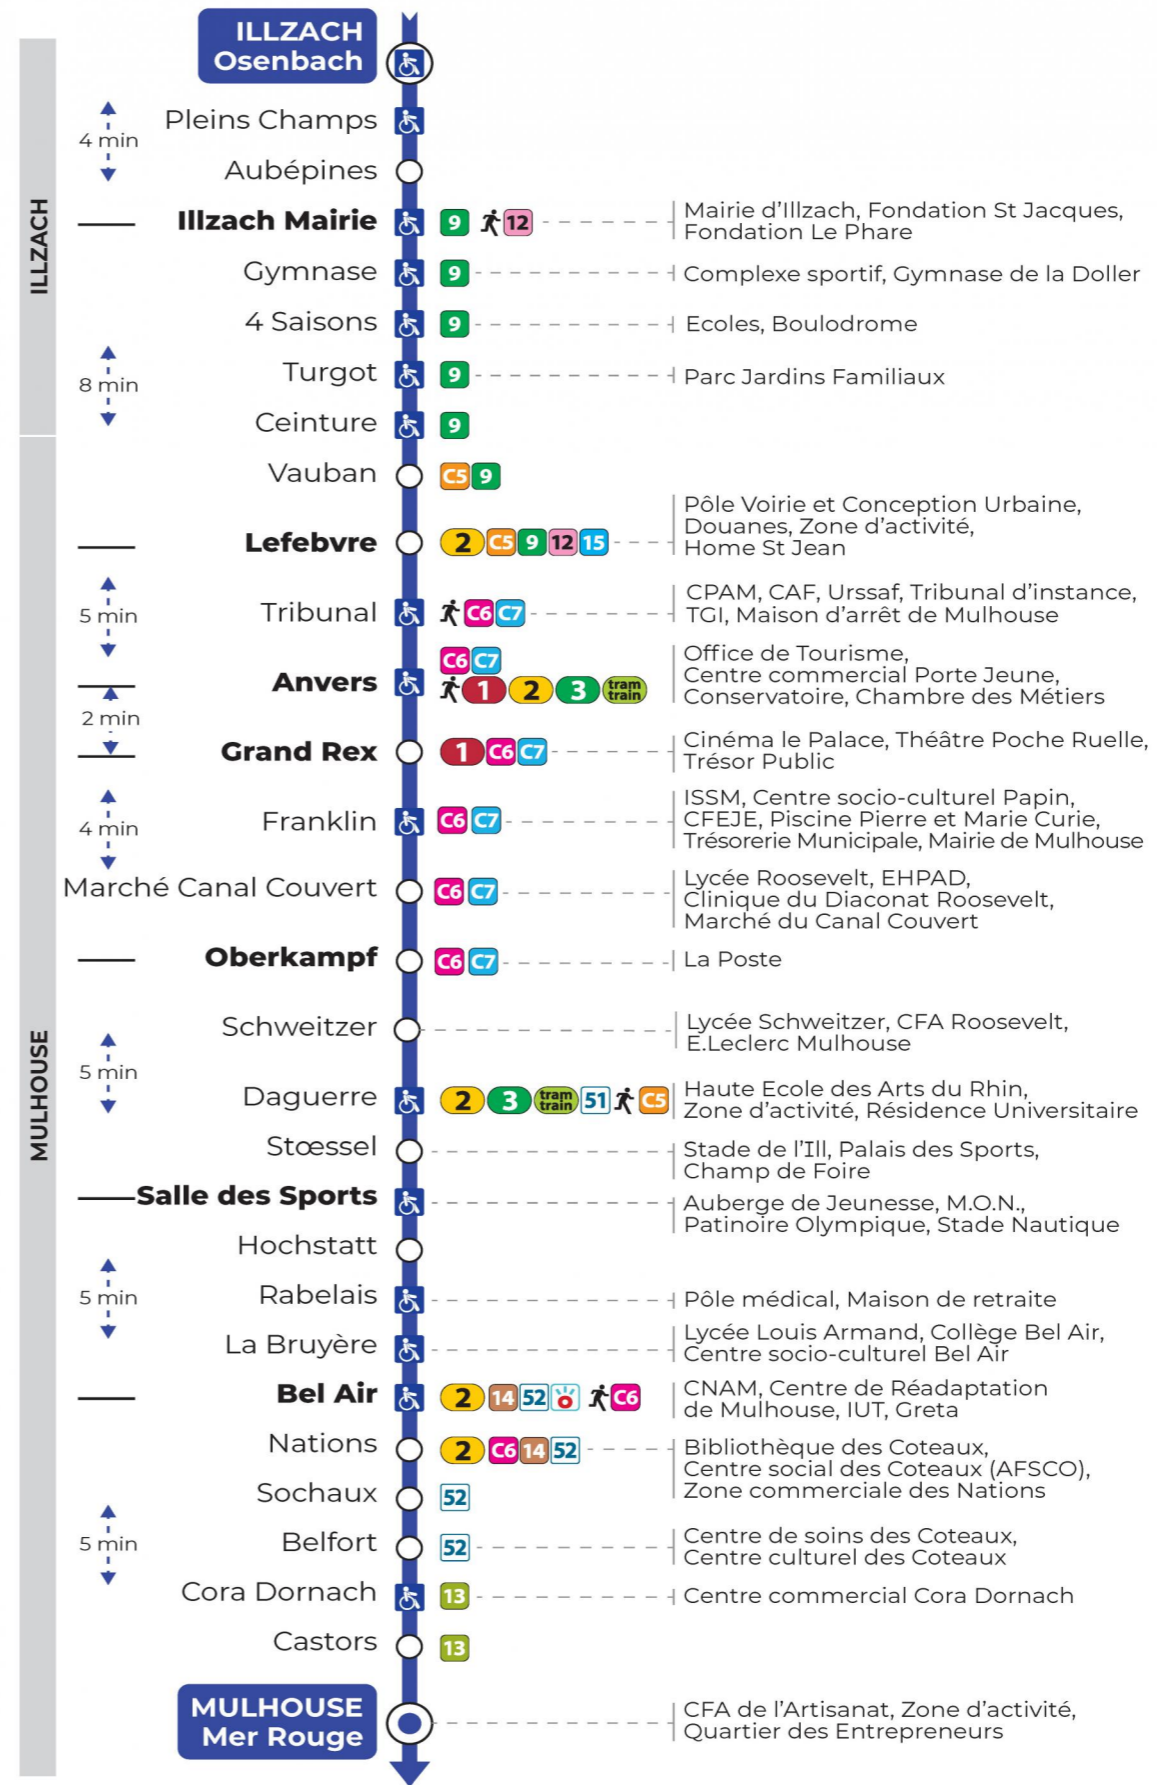 ILLZACH
Osenbach
Pleins Champs
4 min
Aubépines
ILLZACH
Illzach Mairie 9 12 Mairie d'Illzach, Fondation St Jacques,
Fondation Le Phare
Gymnase 9 Complexe sportif, Gymnase de la Doller
4 Saisons 9 Ecoles, Boulodrome
Turgot 9 Parc Jardins Familiaux
8 min
Ceinture 9
Vauban C5 9
Lefebvre 2 C5 9 12 15 Pôle Voirie et Conception Urbaine,
Douanes, Zone d'activité,
Home St Jean
5 min
Tribunal C6 C7 CPAM, CAF, Urssaf, Tribunal d'instance,
TGI, Maison d'arrêt de Mulhouse
C6 C7
Anvers 1 2 3 tram train Office de Tourisme,
Centre commercial Porte Jeune,
Conservatoire, Chambre des Métiers
2 min
Grand Rex 1 C6 C7 Cinéma le Palace, Théâtre Poche Ruelle,
Trésor Public
4 min
Franklin C6 C7 ISSM, Centre socio-culturel Papin,
CFEJE, Piscine Pierre et Marie Curie,
Trésorerie Municipale, Mairie de Mulhouse
Marché Canal Couvert C6 C7 Lycée Roosevelt, EHPAD,
Clinique du Diaconat Roosevelt,
Marché du Canal Couvert
Oberkampf C6 C7 La Poste
MULHOUSE
Schweitzer Lycée Schweitzer, CFA Roosevelt,
E.Leclerc Mulhouse
5 min
Daguerre 2 3 tram train 51 C5 Haute Ecole des Arts du Rhin,
Zone d'activité, Résidence Universitaire
Stœssel Stade de l'Ill, Palais des Sports,
Champ de Foire
Salle des Sports Auberge de Jeunesse, M.O.N.,
Patinoire Olympique, Stade Nautique
Hochstatt
5 min
Rabelais Pôle médical, Maison de retraite
La Bruyère Lycée Louis Armand, Collège Bel Air,
Centre socio-culturel Bel Air
Bel Air 2 14 52 C6 CNAM, Centre de Réadaptation
de Mulhouse, IUT, Greta
Nations 2 C6 14 52 Bibliothèque des Coteaux,
Centre social des Coteaux (AFSCO),
Zone commerciale des Nations
Sochaux 52
5 min
Belfort 52 Centre de soins des Coteaux,
Centre culturel des Coteaux
Cora Dornach 13 Centre commercial Cora Dornach
Castors 13
MULHOUSE
Mer Rouge
CFA de l'Artisanat, Zone d'activité,
Quartier des Entrepreneurs